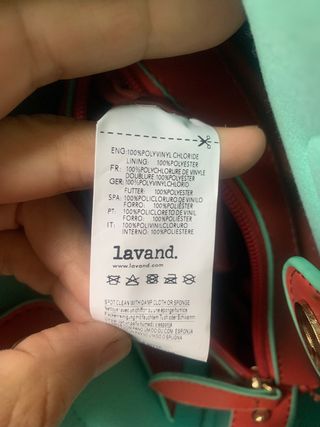 ENG:100%POLYVINYL CHLORIDE
LINING: 100%POLYESTER
FR: 100%POLYCHLORURE DE VINYLE
DOUBLURE 100%POLYESTER
GER:100%POLYVINYLCHLORID
FUTTER: 100%POLYESTER
SPA:100%POLICLORURO DE VINILO
FORRO: 100%POLIÉSTER
PT: 100%POLICLORETO DE VINIL
FORRO: 100%POLIÉSTER
IT: 100%POLIVINILCLORURO
INTERNO: 100%POLIESTERE
lavand.
www.lavand.com
SPOT CLEAN WITH DAMP CLOTH OR SPONGE